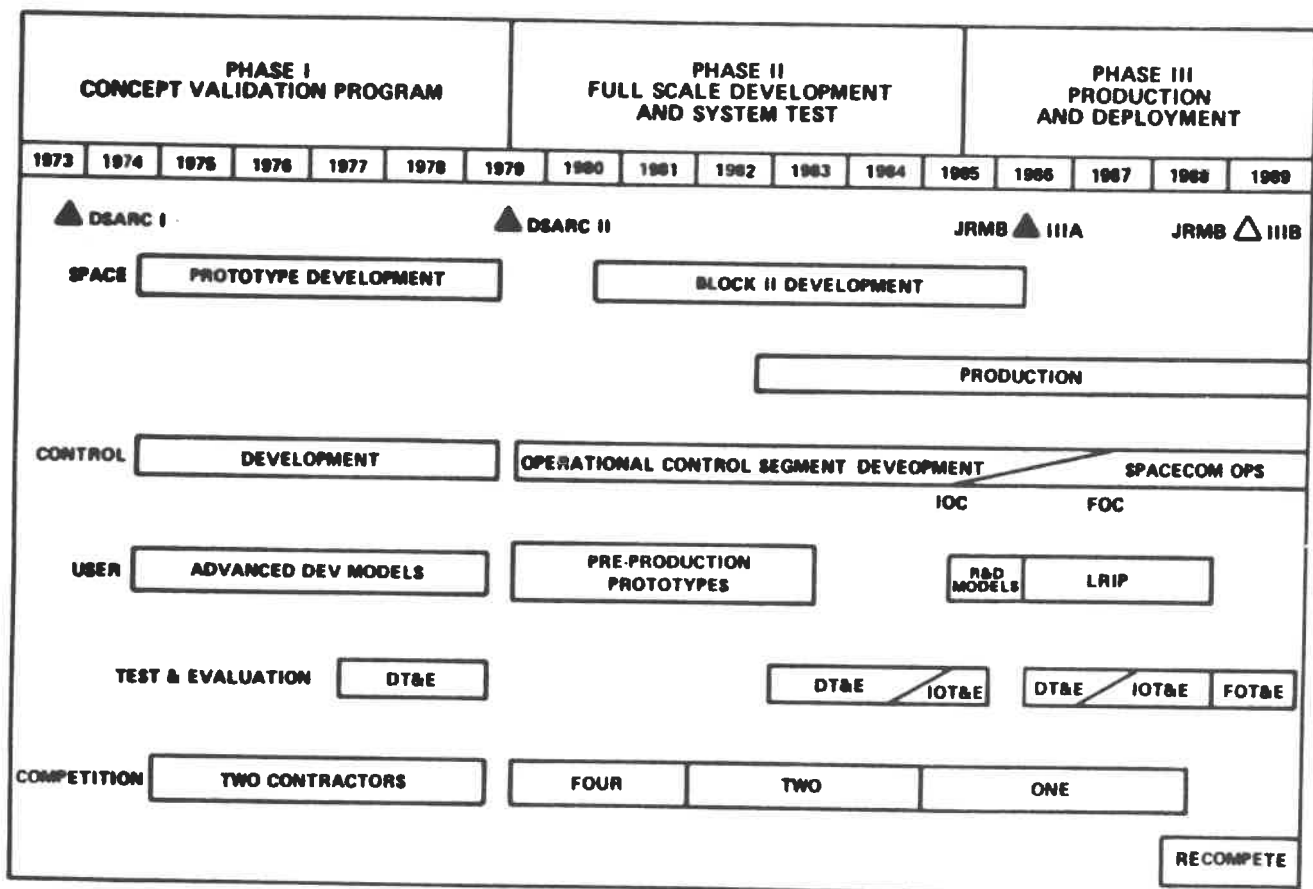 PHASE I
CONCEPT VALIDATION PROGRAM
PHASE II
FULL SCALE DEVELOPMENT
AND SYSTEM TEST
PHASE III
PRODUCTION
AND DEPLOYMENT
1973 1974 1975 1976 1977 1978 1979 1980 1981 1982 1983 1984 1985 1986 1987 1988 1989
DSARC I DSARC II JRMB IIIA JRMB IIIB
SPACE PROTOTYPE DEVELOPMENT BLOCK II DEVELOPMENT
PRODUCTION
CONTROL DEVELOPMENT OPERATIONAL CONTROL SEGMENT DEVEOPMENT SPACECOM OPS
IOC FOC
USER ADVANCED DEV MODELS
PRE-PRODUCTION
PROTOTYPES
R&D
MODELS
LRIP
TEST & EVALUATION DT&E DT&E IOT&E DT&E IOT&E FOT&E
COMPETITION TWO CONTRACTORS FOUR TWO ONE
RECOMPETE